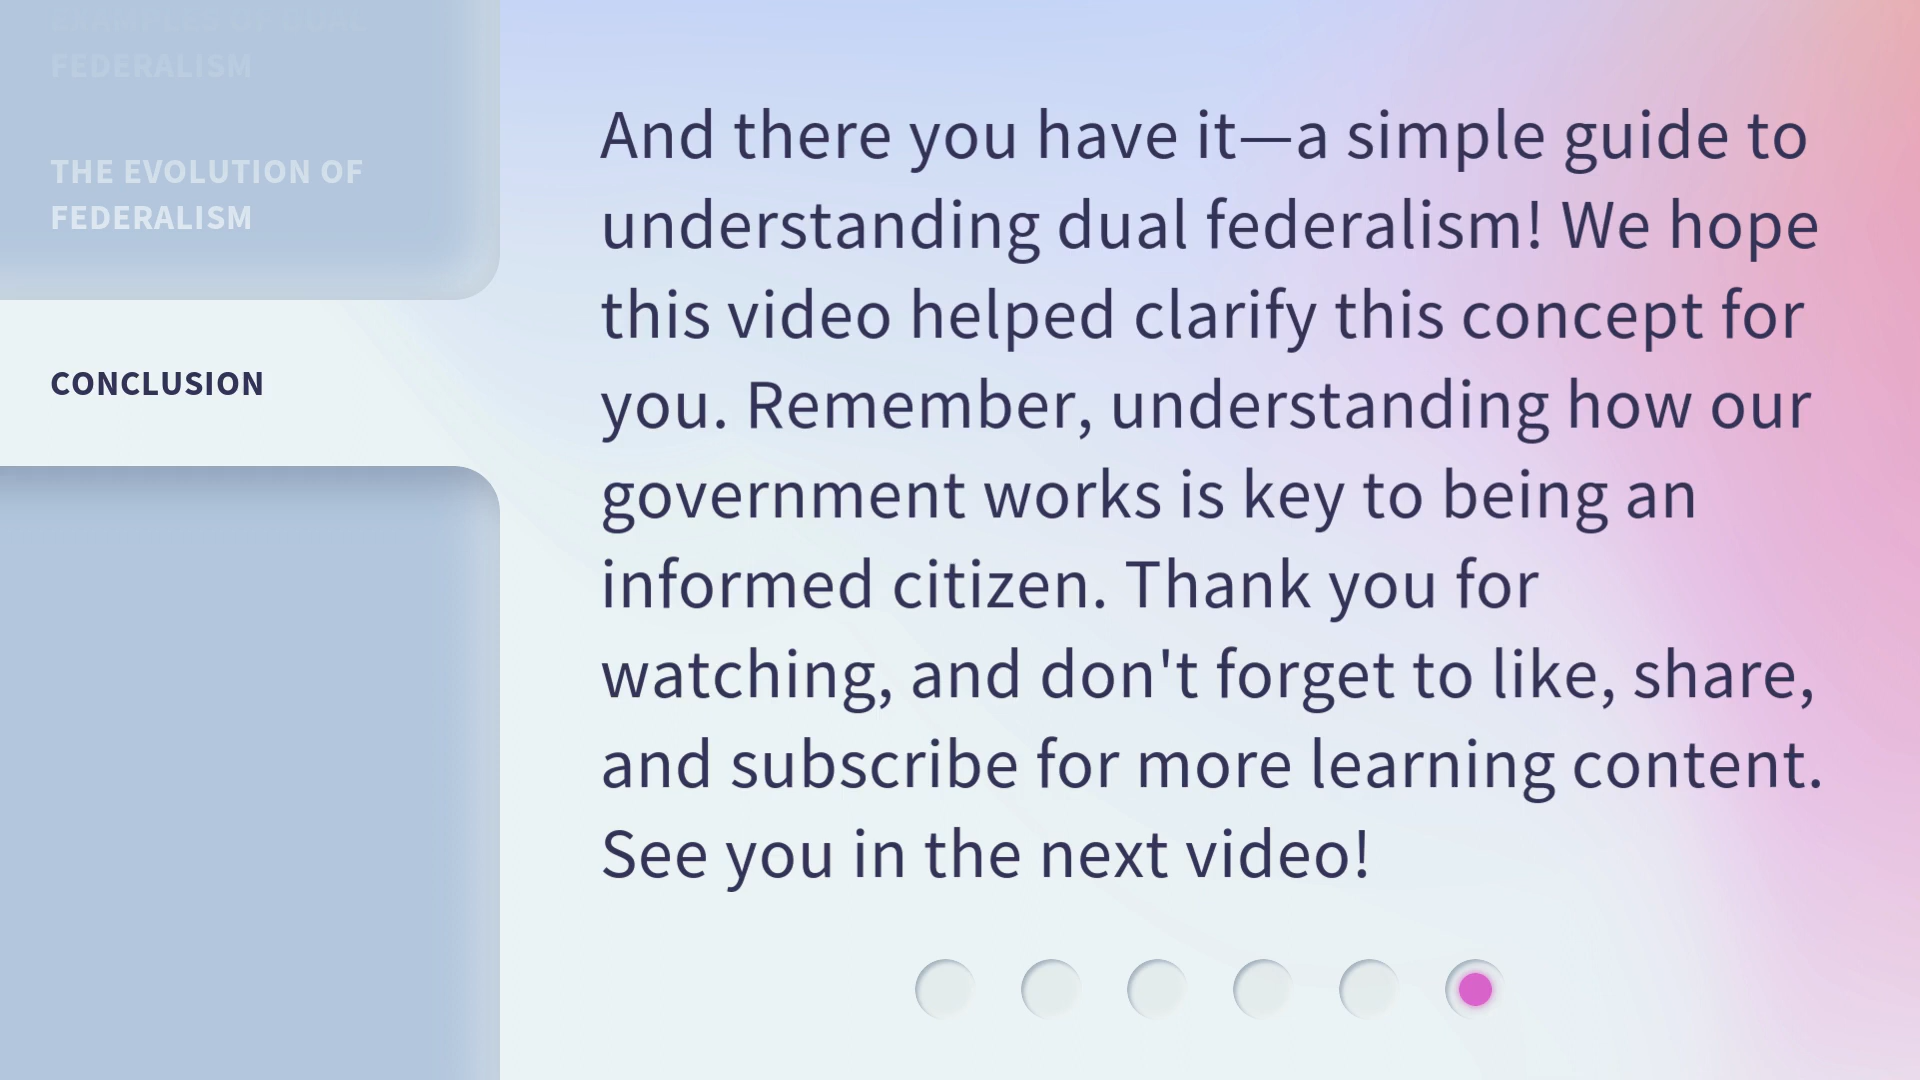 EXAMPLES OF DUAL
FEDERALISM
THE EVOLUTION OF
FEDERALISM
CONCLUSION
And there you have it—a simple guide to
understanding dual federalism! We hope
this video helped clarify this concept for
you. Remember, understanding how our
government works is key to being an
informed citizen. Thank you for
watching, and don't forget to like, share,
and subscribe for more learning content.
See you in the next video!